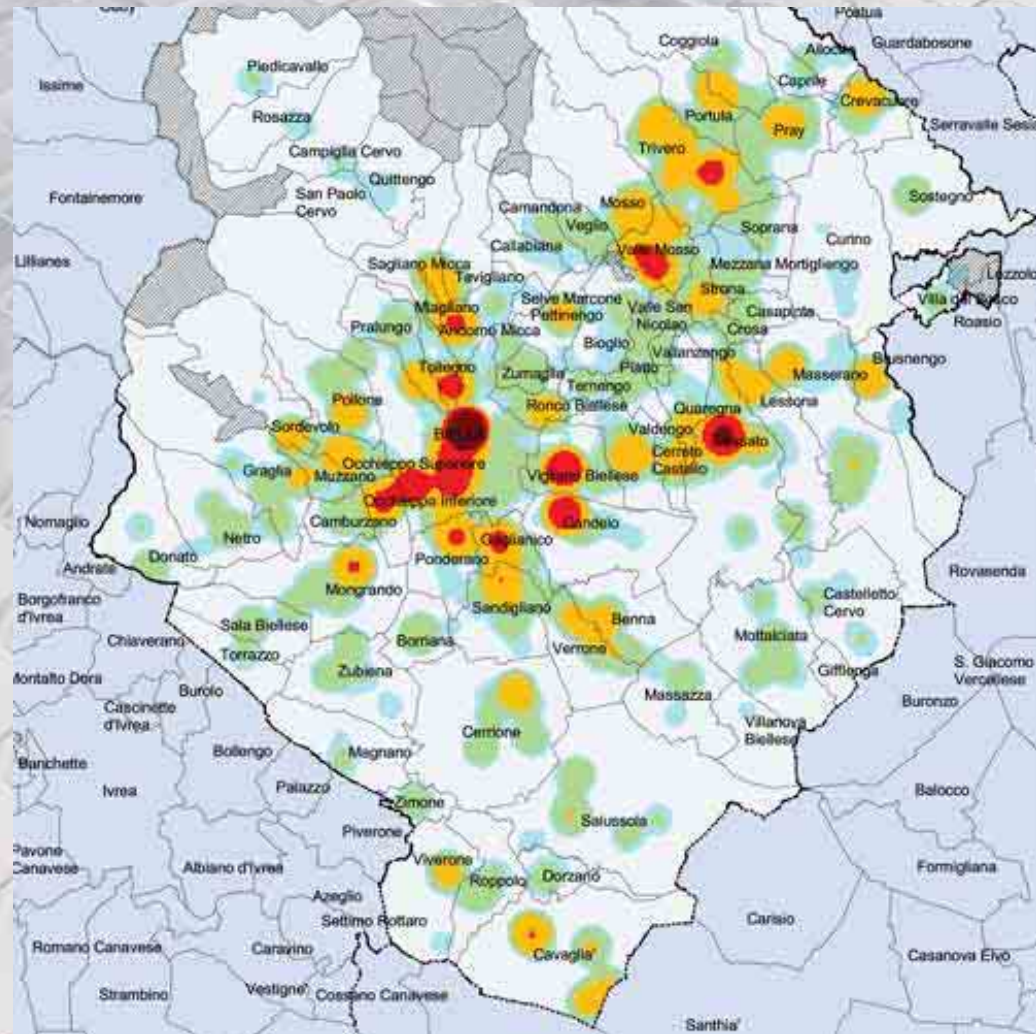 Postua
Coggiola
Ailoche
Guardabosone
Issime
Piedicavallo
Caprile
Crevacuore
Rosazza
Portula
Pray
Serravalle Sesia
Trivero
Campiglia Cervo
Quittengo
Fontainemore
San Paolo
Cervo
Camandona
Mosso
Sostegno
Veglio
Soprana
Lillianes
Callabiana
Valle Mosso
Curino
Sagliano Micca
Tavigliano
Mezzana Mortigliengo
Lozzolo
Miagliano
Selve Marcone
Strona
Villa del Bosco
Pralungo
Andorno Micca
Pettinengo
Valle San
Nicolao
Casapinta
Roasio
Bioglio
Crosa
Vallanzengo
Brusnengo
Tollegno
Zumaglia
Piatto
Masserano
Ternengo
Pollone
Ronco Biellese
Quaregna
Lessona
Sordevolo
Valdengo
Occhieppo Superiore
Cerreto
Castello
Graglia
Muzzano
Vigliano Biellese
Occhieppo Inferiore
Nomaglio
Camburzano
Candelo
Netro
Gaglianico
Donato
Ponderano
Andrate
Rovasenda
Mongrando
Borgofranco
d'Ivrea
Sandigliano
Castelletto
Cervo
Chiaverano
Sala Biellese
Benna
Torrazzo
Borriana
Verrone
Mottalciata
Montalto Dora
Zubiena
Gifflenga
S. Giacomo
Vercellese
Burolo
Massazza
Cascinette
d'Ivrea
Buronzo
Cerrione
Villanova
Biellese
Banchette
Bollengo
Magnano
Ivrea
Palazzo
Zimone
Balocco
Salussola
Piverone
Pavone
Canavese
Albiano d'Ivrea
Viverone
Formigliana
Roppolo
Dorzano
Azeglio
Settimo Rottaro
Carisio
Romano Canavese
Caravino
Cavaglia'
Casanova Elvo
Strambino
Vestigne'
Cossano Canavese
Santhia'